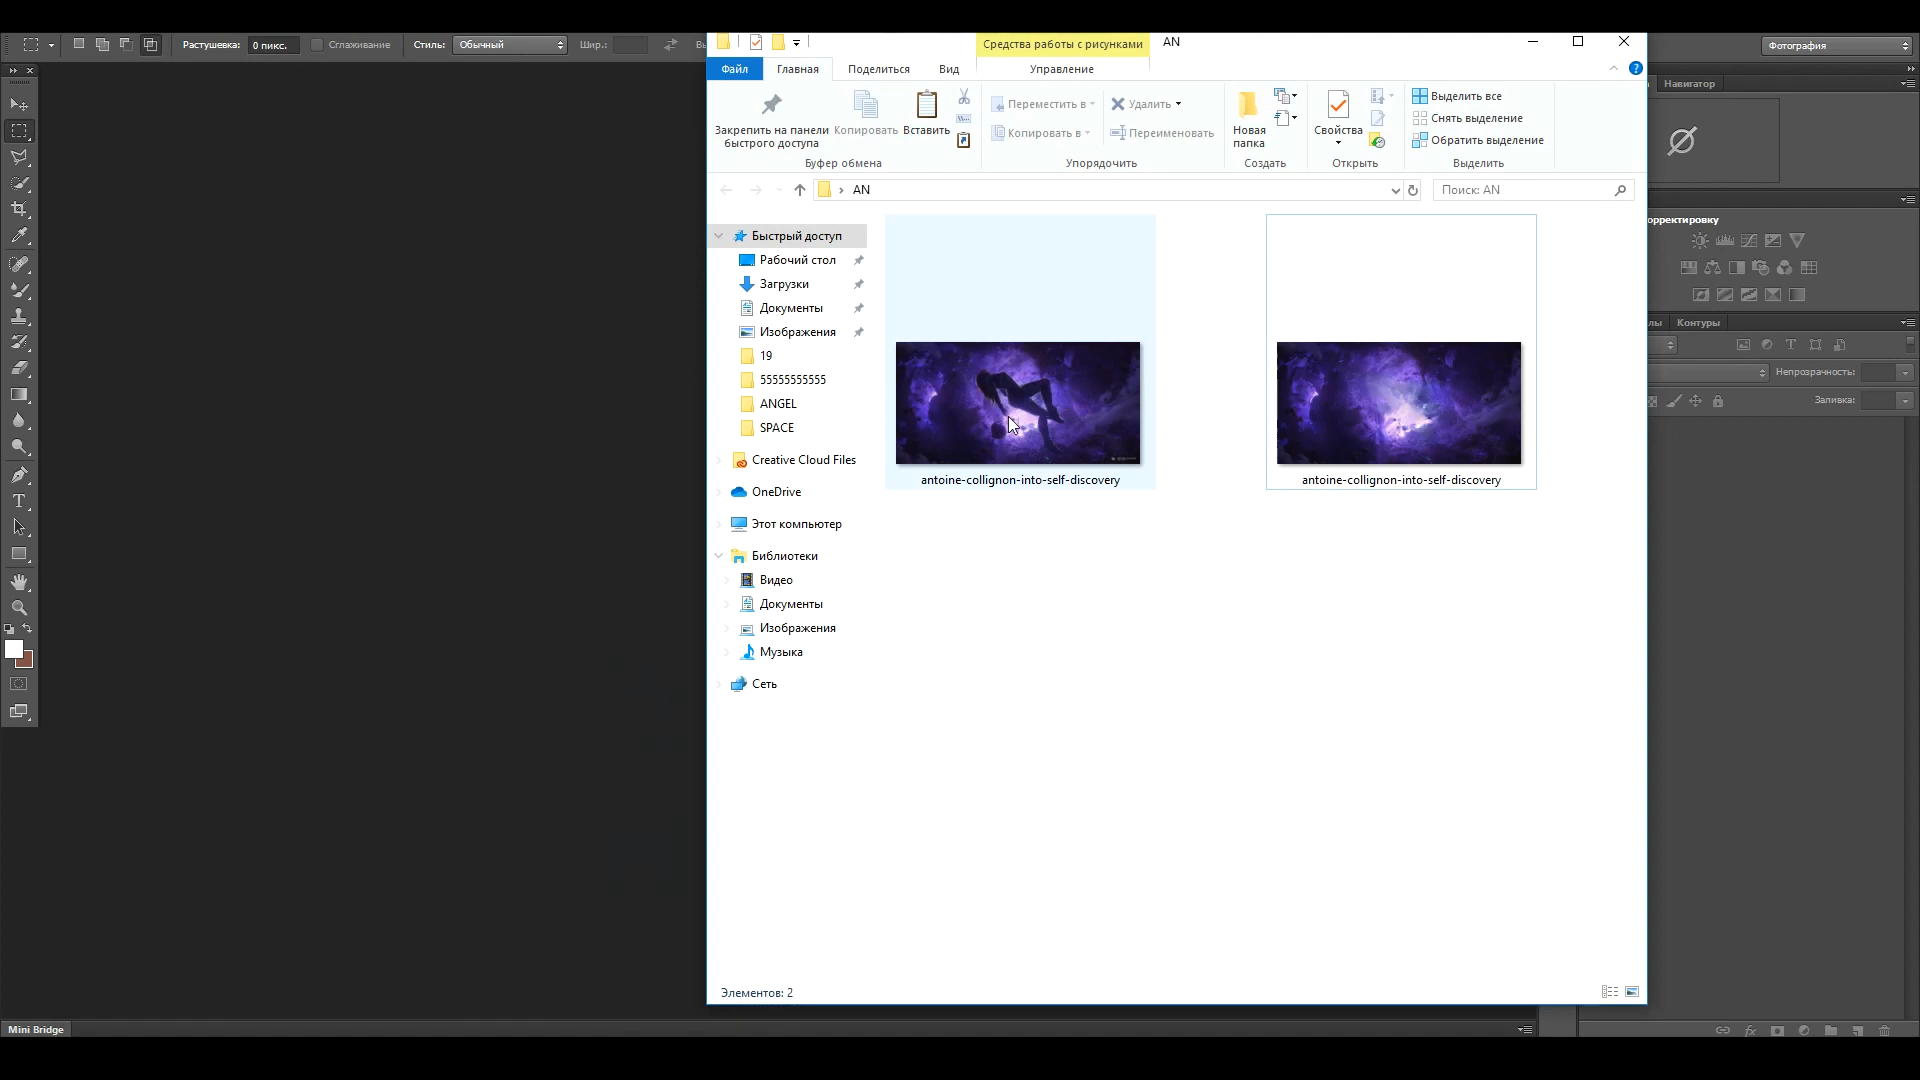 Растушевка: 0 пикс. Сглаживание Стиль: Обычный Шир.:
Средства работы с рисунками AN
Фотография
Файл Главная Поделиться Вид Управление
Навигатор
Закрепить на панели быстрого доступа
Копировать
Вставить
Переместить в
Копировать в
Удалить
Переименовать
Новая папка
Свойства
Выделить все
Снять выделение
Обратить выделение
Буфер обмена Упорядочить Создать Открыть Выделить
AN
Поиск: AN
Быстрый доступ
Рабочий стол
Загрузки
Документы
Изображения
19
55555555555
ANGEL
SPACE
Creative Cloud Files
OneDrive
Этот компьютер
Библиотеки
Видео
Документы
Изображения
Музыка
Сеть
antoine-collignon-into-self-discovery
antoine-collignon-into-self-discovery
орректировку
Контуры
Непрозрачность:
Заливка:
Элементов: 2
Mini Bridge